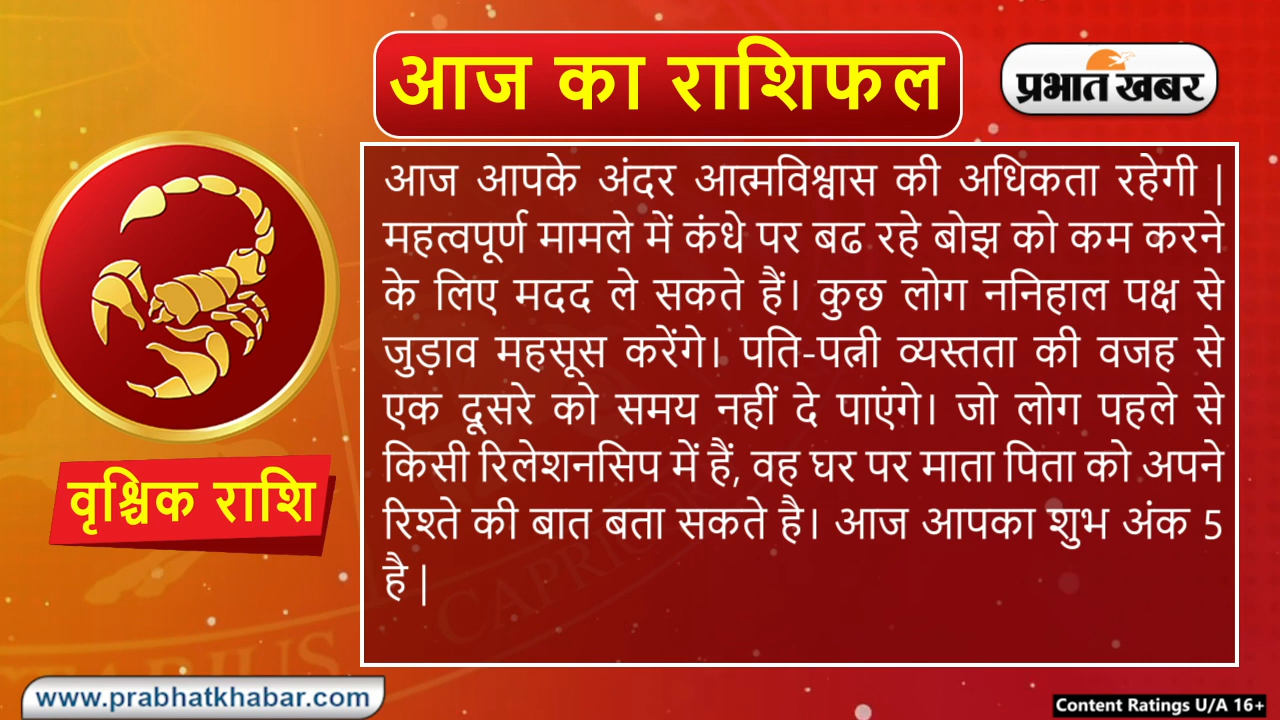 आज का राशिफल
प्रभात खबर
आज आपके अंदर आत्मविश्वास की अधिकता रहेगी |
महत्वपूर्ण मामले में कंधे पर बढ रहे बोझ को कम करने
के लिए मदद ले सकते हैं। कुछ लोग ननिहाल पक्ष से
जुड़ाव महसूस करेंगे। पति-पत्नी व्यस्तता की वजह से
एक दूसरे को समय नहीं दे पाएंगे। जो लोग पहले से
किसी रिलेशनसिप में हैं, वह घर पर माता पिता को अपने
रिश्ते की बात बता सकते है। आज आपका शुभ अंक 5
है |
वृश्चिक राशि
CAPRICOR
TARIUS
www.prabhatkhabar.com
Content Ratings U/A 16+